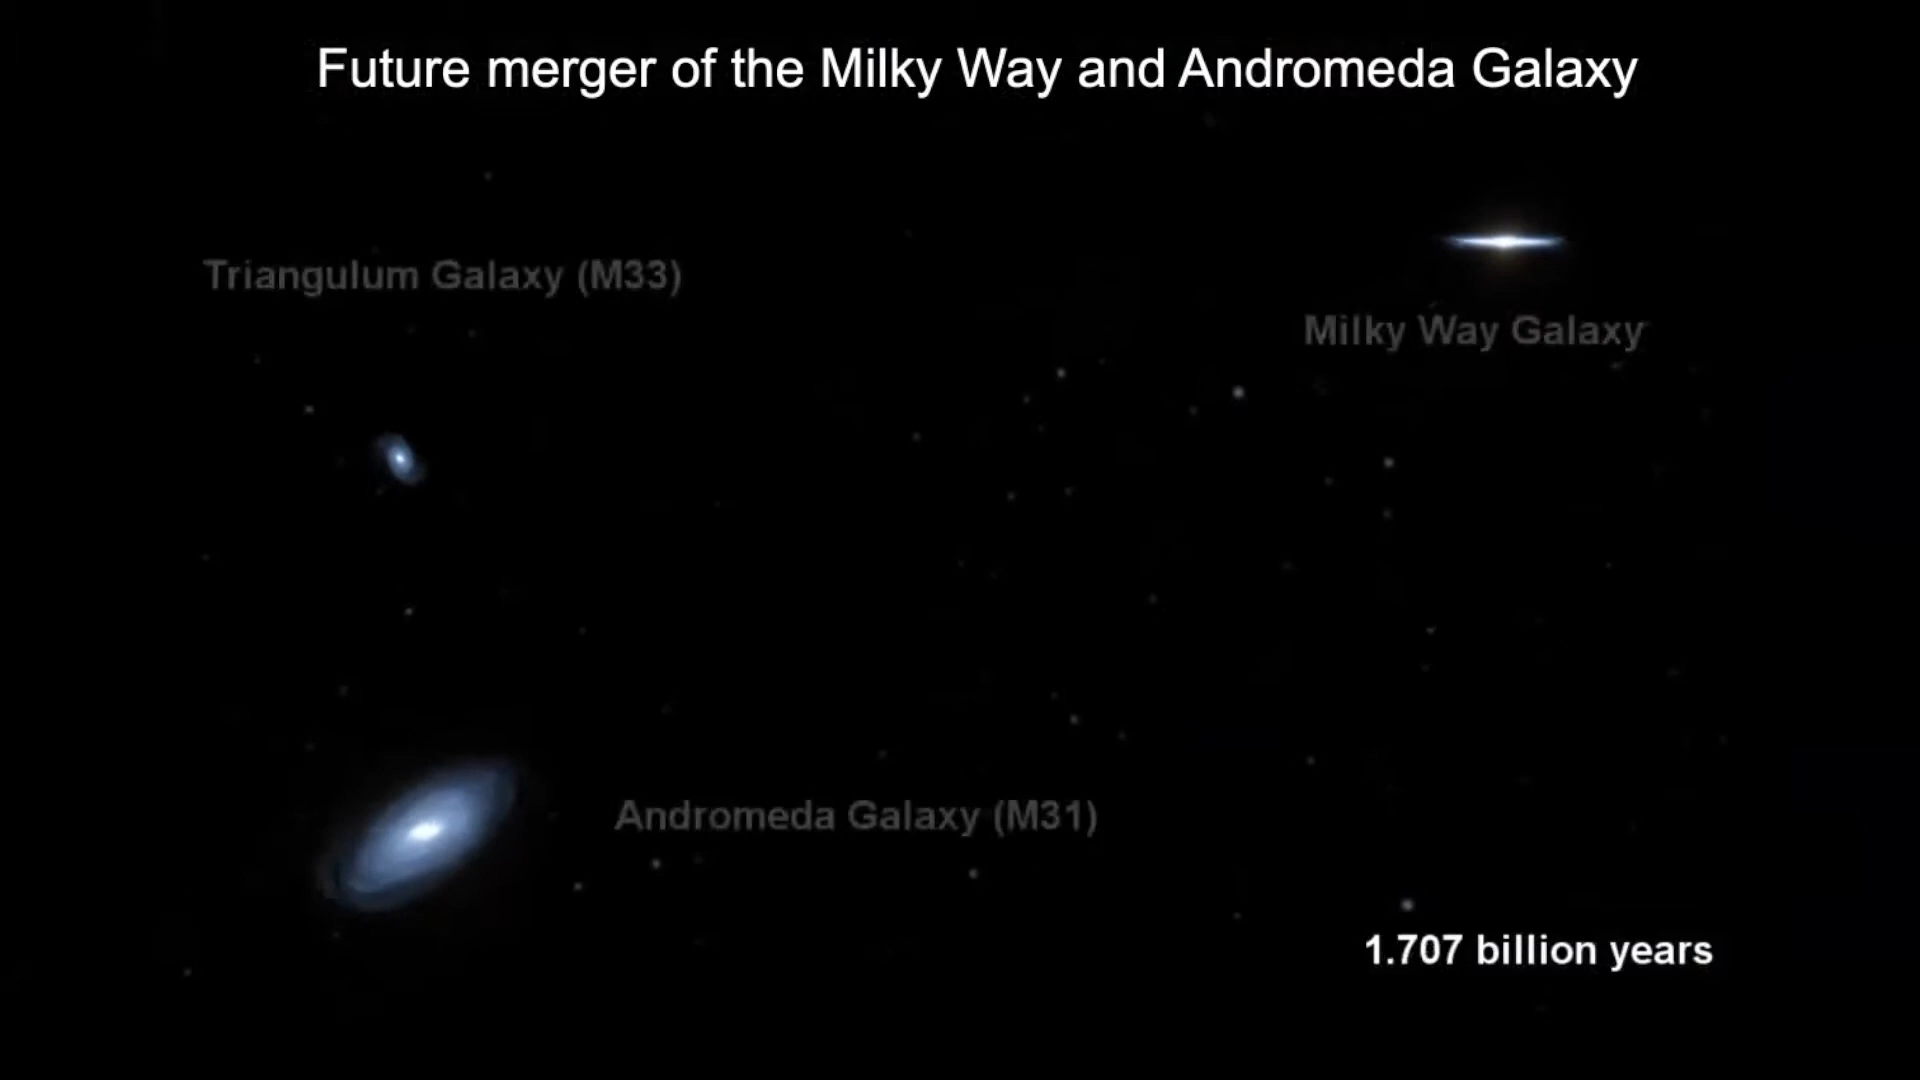 Future merger of the Milky Way and Andromeda Galaxy
Triangulum Galaxy (M33)
Milky Way Galaxy
Andromeda Galaxy (M31)
1.707 billion years